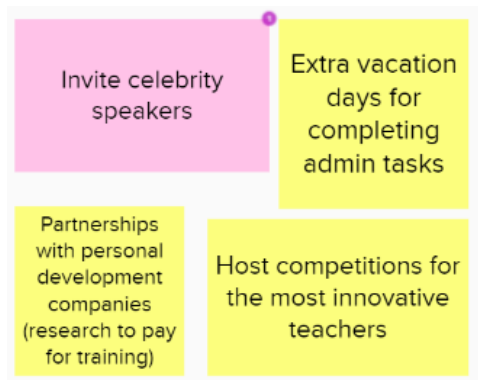 Invite celebrity
speakers
Extra vacation
days for
completing
admin tasks
Partnerships
with personal
development
companies
(research to pay
for training)
Host competitions for
the most innovative
teachers